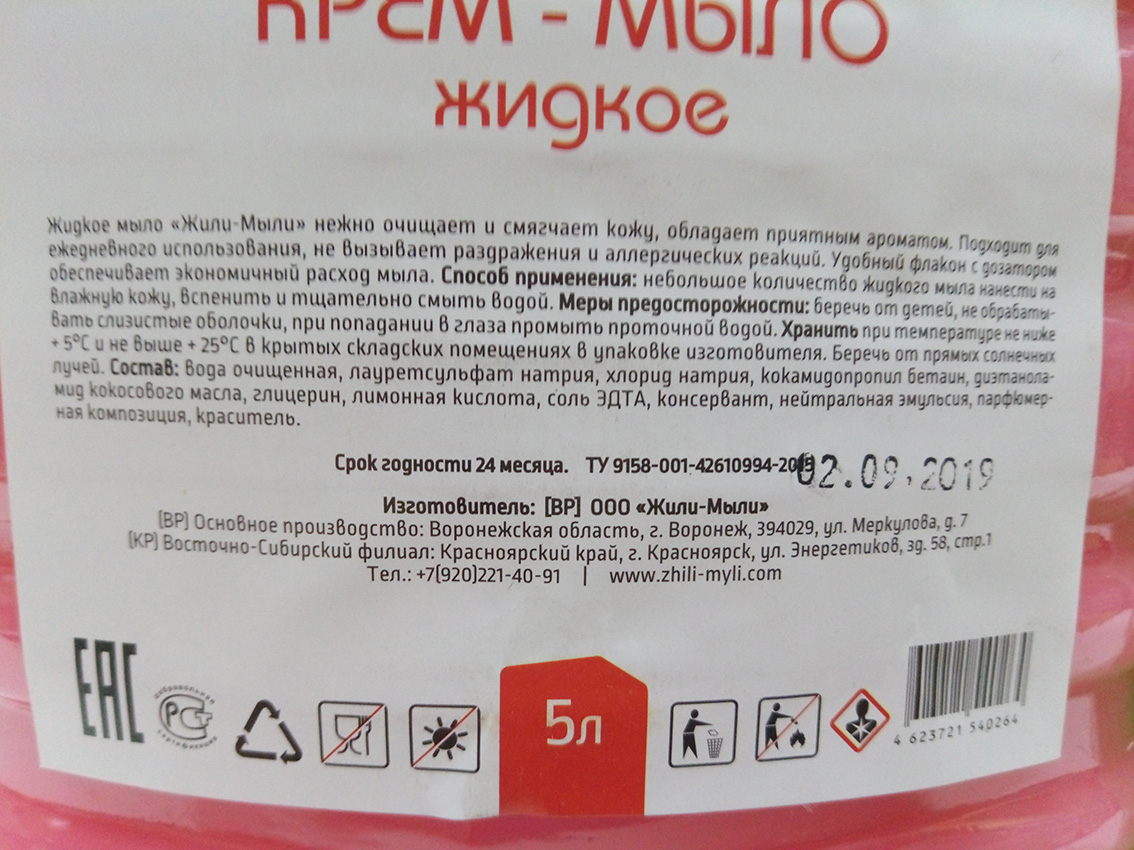 КРЕМ - МЫЛО
жидкое
Жидкое мыло «Жили-Мыли» нежно очищает и смягчает кожу, обладает приятным ароматом. Подходит для
ежедневного использования, не вызывает раздражения и аллергических реакций. Удобный флакон с дозатором
обеспечивает экономичный расход мыла. Способ применения: небольшое количество жидкого мыла нанести на
влажную кожу, вспенить и тщательно смыть водой. Меры предосторожности: беречь от детей, не обрабаты-
вать слизистые оболочки, при попадании в глаза промыть проточной водой. Хранить при температуре не ниже
+ 5°С и не выше + 25°С в крытых складских помещениях в упаковке изготовителя. Беречь от прямых солнечных
лучей. Состав: вода очищенная, лауретсульфат натрия, хлорид натрия, кокамидопропил бетаин, диэтанола-
мид кокосового масла, глицерин, лимонная кислота, соль ЭДТА, консервант, нейтральная эмульсия, парфюмер-
ная композиция, краситель.
Срок годности 24 месяца. ТУ 9158-001-42610994-2015 02.09.2019
Изготовитель: [ВР] ООО «Жили-Мыли»
[ВР] Основное производство: Воронежская область, г. Воронеж, 394029, ул. Меркулова, д. 7
[КР] Восточно-Сибирский филиал: Красноярский край, г. Красноярск, ул. Энергетиков, зд. 58, стр.1
Тел.: +7(920)221-40-91 | www.zhili-myli.com
ЕАС
добровольная
РСТ
сертификация
5л
4 623721 540264